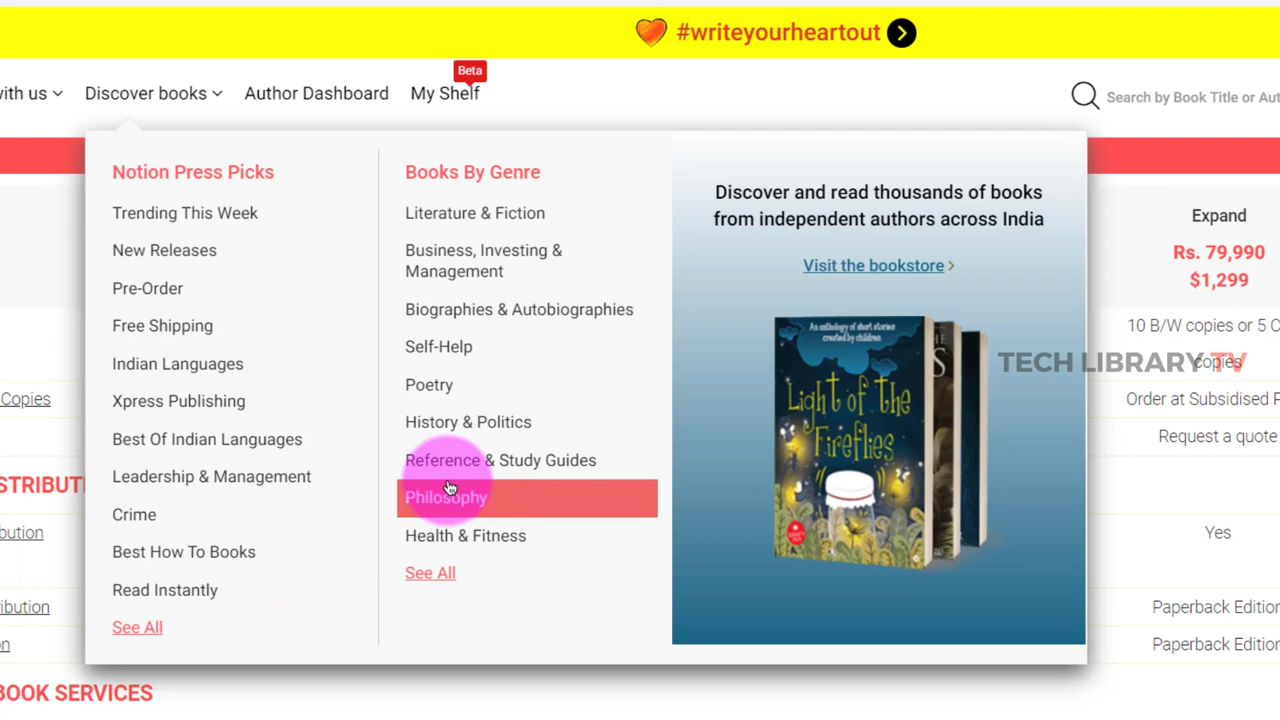 #writeyourheartout
ith us
Discover books
Author Dashboard
My Shelf
Beta
Search by Book Title or Aut
Notion Press Picks
Trending This Week
New Releases
Pre-Order
Free Shipping
Indian Languages
Xpress Publishing
Best Of Indian Languages
Leadership & Management
Crime
Best How To Books
Read Instantly
See All
Books By Genre
Literature & Fiction
Business, Investing &
Management
Biographies & Autobiographies
Self-Help
Poetry
History & Politics
Reference & Study Guides
Philosophy
Health & Fitness
See All
Discover and read thousands of books
from independent authors across India
Visit the bookstore
An anthology of short stories
created by children
Light of the
Fireflies
HE
S
TECH LIBRARY TV
Expand
Rs. 79,990
$1,299
10 B/W copies or 5 C
copies
Order at Subsidised P
Request a quote
Yes
Paperback Edition
Paperback Edition
Copies
STRIBUT
bution
ribution
n
BOOK SERVICES